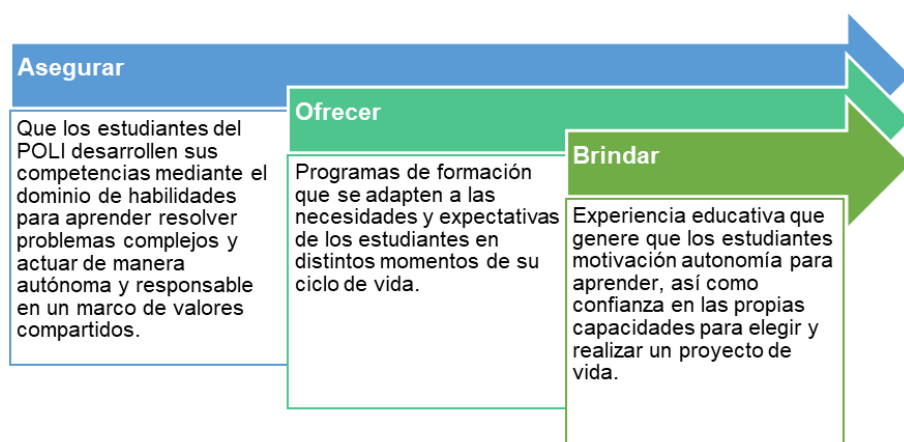 Asegurar
Que los estudiantes del
POLI desarrollen sus
competencias mediante el
dominio de habilidades
para aprender resolver
problemas complejos y
actuar de manera
autónoma y responsable
en un marco de valores
compartidos.
Ofrecer
Programas de formación
que se adapten a las
necesidades y expectativas
de los estudiantes en
distintos momentos de su
ciclo de vida.
Brindar
Experiencia educativa que
genere que los estudiantes
motivación autonomía para
aprender, así como
confianza en las propias
capacidades para elegir y
realizar un proyecto de
vida.